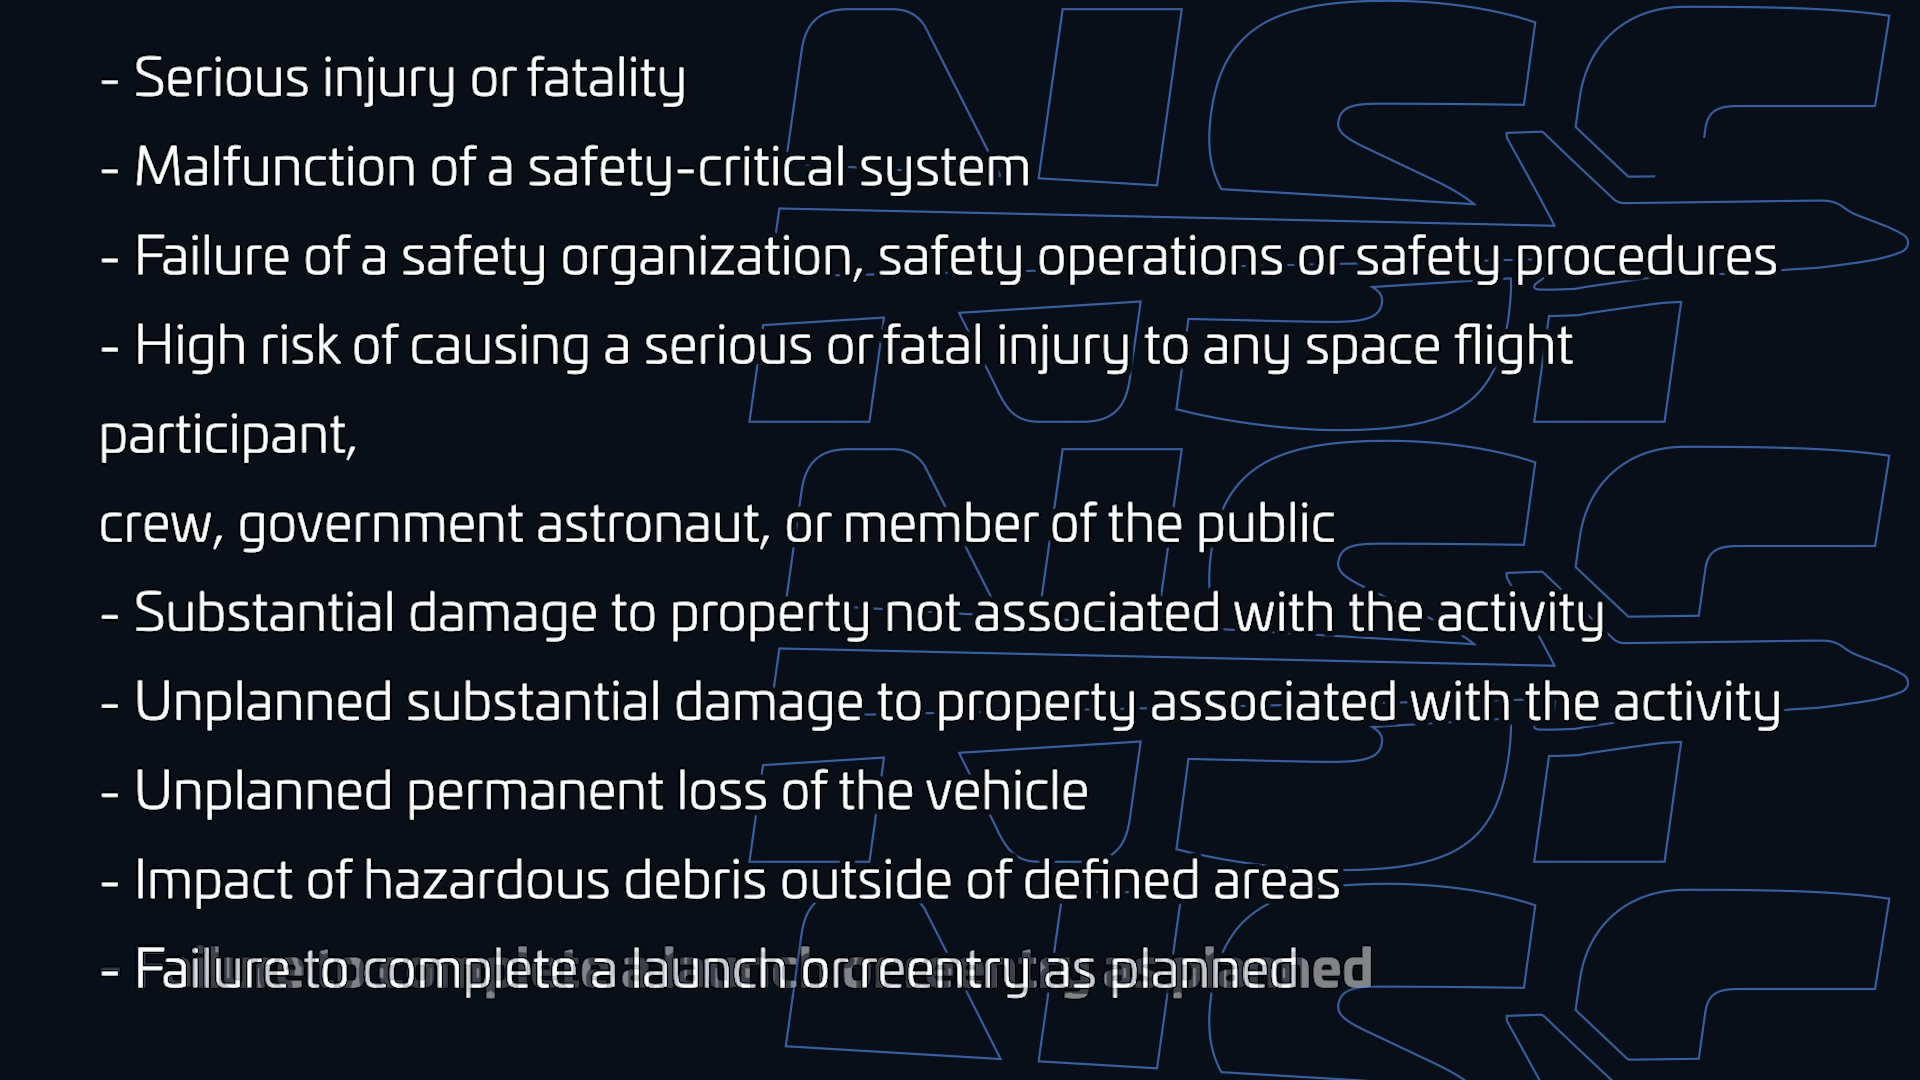 - Serious injury or fatality
- Malfunction of a safety-critical system
- Failure of a safety organization, safety operations or safety procedures
- High risk of causing a serious or fatal injury to any space flight
participant,
crew, government astronaut, or member of the public
- Substantial damage to property not associated with the activity
- Unplanned substantial damage to property associated with the activity
- Unplanned permanent loss of the vehicle
- Impact of hazardous debris outside of defined areas
- Failure to complete a launch or reentry as planned